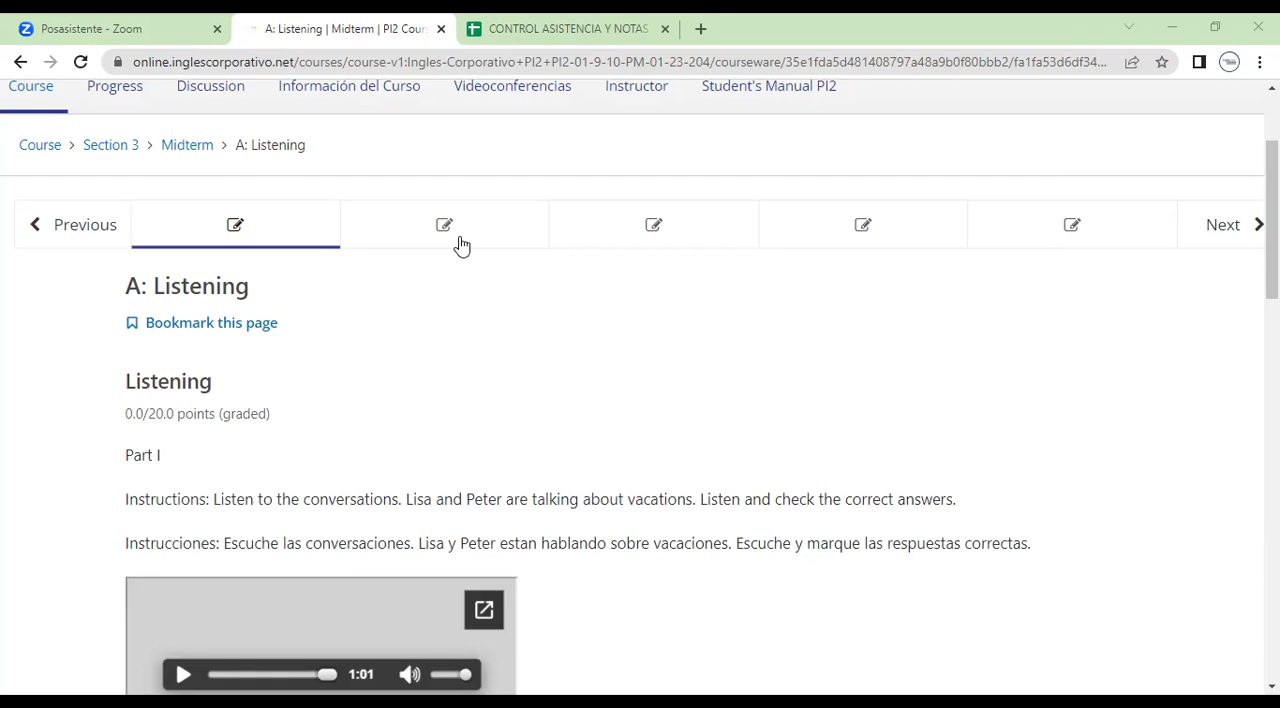 Posasistente - Zoom
A: Listening | Midterm | PI2 Cour
CONTROL ASISTENCIA Y NOTAS
online.inglescorporativo.net/courses/course-v1:Ingles-Corporativo+PI2+PI2-01-9-10-PM-01-23-204/courseware/35e1fda5d481408797a48a9b0f80bbb2/fa1fa53d6df34...
Course
Progress
Discussion
Información del Curso
Videoconferencias
Instructor
Student's Manual PI2
Course > Section 3 > Midterm > A: Listening
Previous
Next
A: Listening
Bookmark this page
Listening
0.0/20.0 points (graded)
Part I
Instructions: Listen to the conversations. Lisa and Peter are talking about vacations. Listen and check the correct answers.
Instrucciones: Escuche las conversaciones. Lisa y Peter estan hablando sobre vacaciones. Escuche y marque las respuestas correctas.
1:01